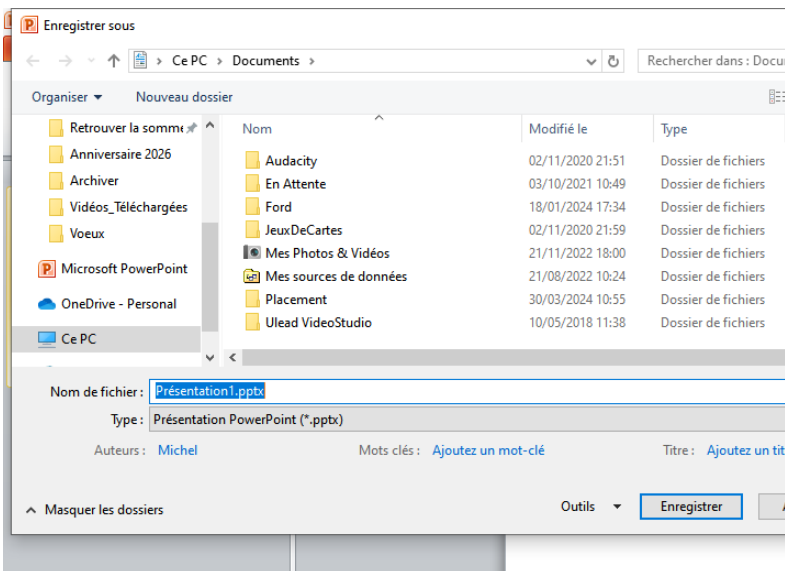 Enregistrer sous
Ce PC > Documents >
Rechercher dans : Docu
Organiser
Nouveau dossier
Retrouver la somme
Anniversaire 2026
Archiver
Vidéos_Téléchargées
Voeux
Microsoft PowerPoint
OneDrive - Personal
Ce PC
Nom Modifié le Type
Audacity 02/11/2020 21:51 Dossier de fichiers
En Attente 03/10/2021 10:49 Dossier de fichiers
Ford 18/01/2024 17:34 Dossier de fichiers
JeuxDeCartes 02/11/2020 21:59 Dossier de fichiers
Mes Photos & Vidéos 21/11/2022 18:00 Dossier de fichiers
Mes sources de données 21/08/2022 10:24 Dossier de fichiers
Placement 30/03/2024 10:55 Dossier de fichiers
Ulead VideoStudio 10/05/2018 11:38 Dossier de fichiers
Nom de fichier : Présentation1.pptx
Type : Présentation PowerPoint (*.pptx)
Auteurs : Michel Mots clés : Ajoutez un mot-clé Titre : Ajoutez un tit
Masquer les dossiers
Outils
Enregistrer